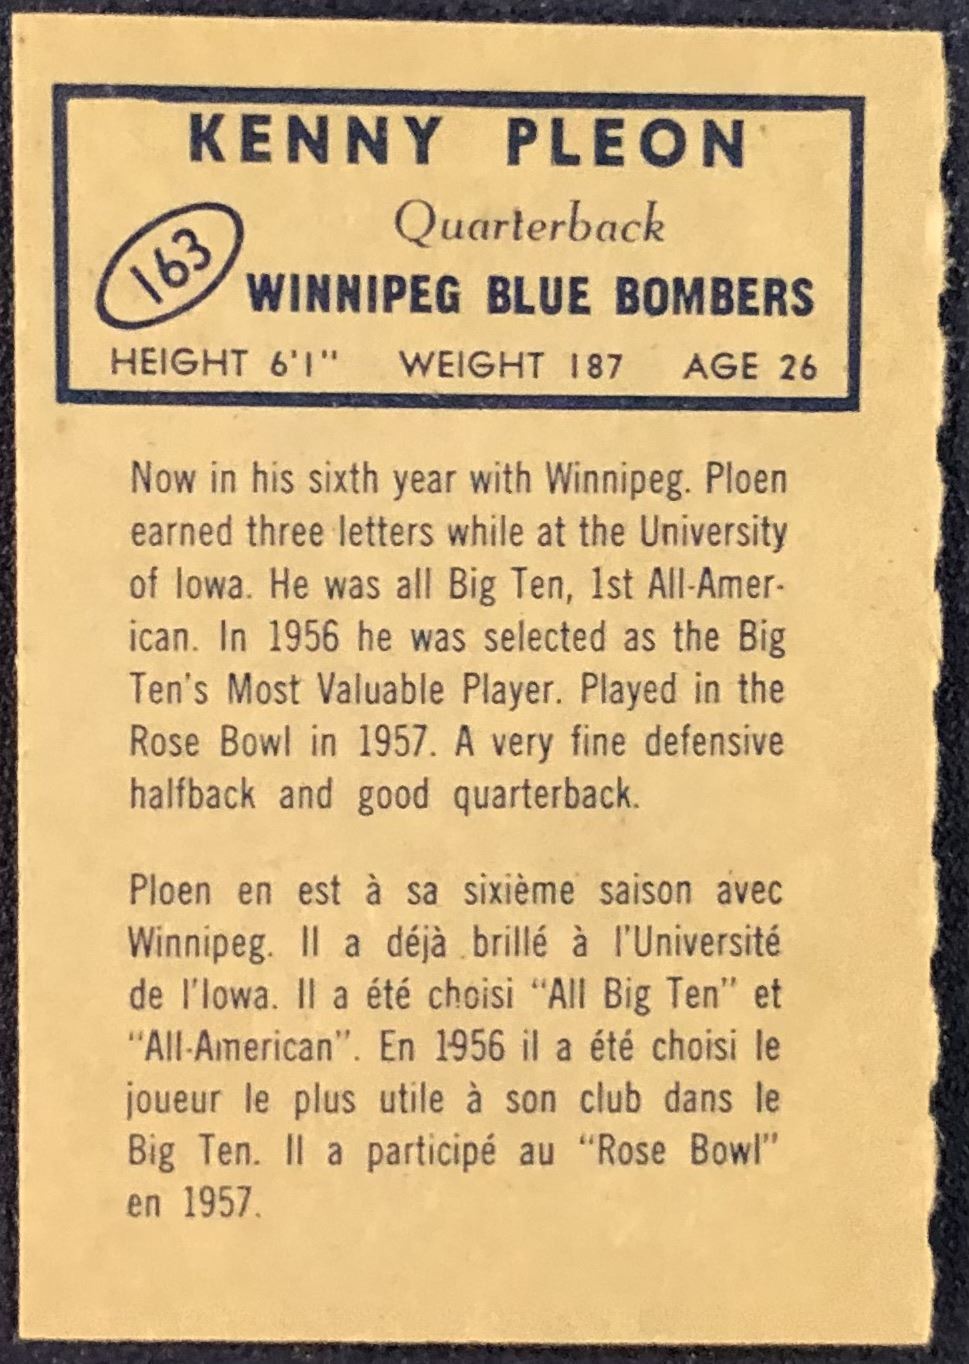 KENNY PLEON
Quarterback
163
WINNIPEG BLUE BOMBERS
HEIGHT 6'1" WEIGHT 187 AGE 26
Now in his sixth year with Winnipeg. Ploen
earned three letters while at the University
of Iowa. He was all Big Ten, 1st All-Amer-
ican. In 1956 he was selected as the Big
Ten's Most Valuable Player. Played in the
Rose Bowl in 1957. A very fine defensive
halfback and good quarterback.
Ploen en est à sa sixième saison avec
Winnipeg. Il a déjà brillé à l'Université
de l'Iowa. Il a été choisi "All Big Ten" et
"All-American". En 1956 il a été choisi le
joueur le plus utile à son club dans le
Big Ten. Il a participé au "Rose Bowl"
en 1957.